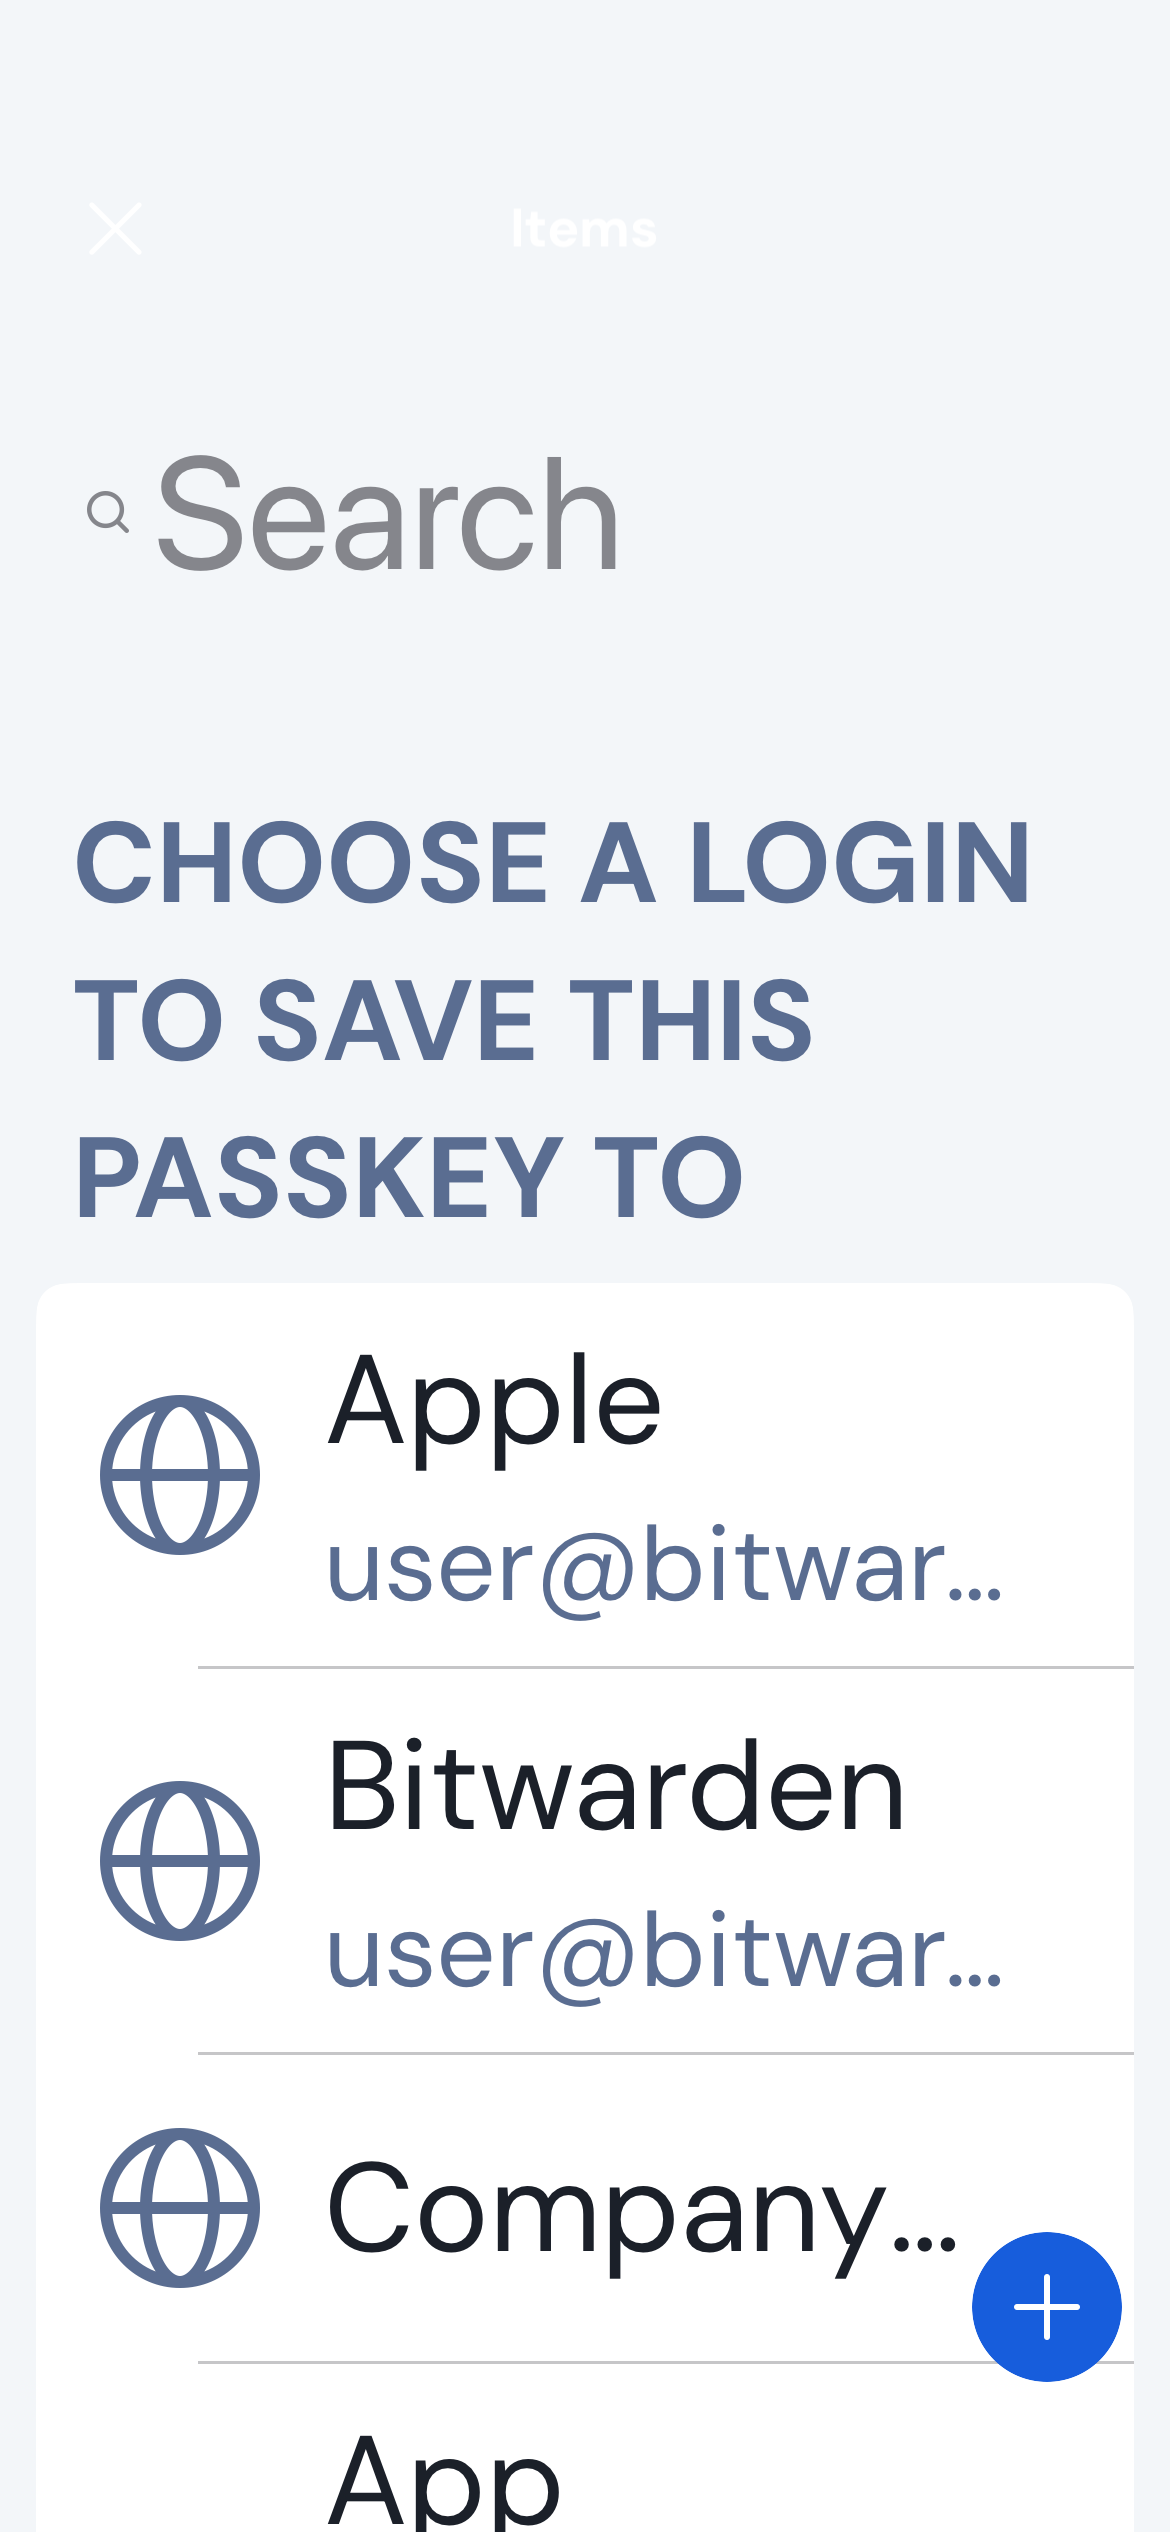 Items
Search
CHOOSE A LOGIN
TO SAVE THIS
PASSKEY TO
Apple
user@bitwar...
Bitwarden
user@bitwar...
Company...
App